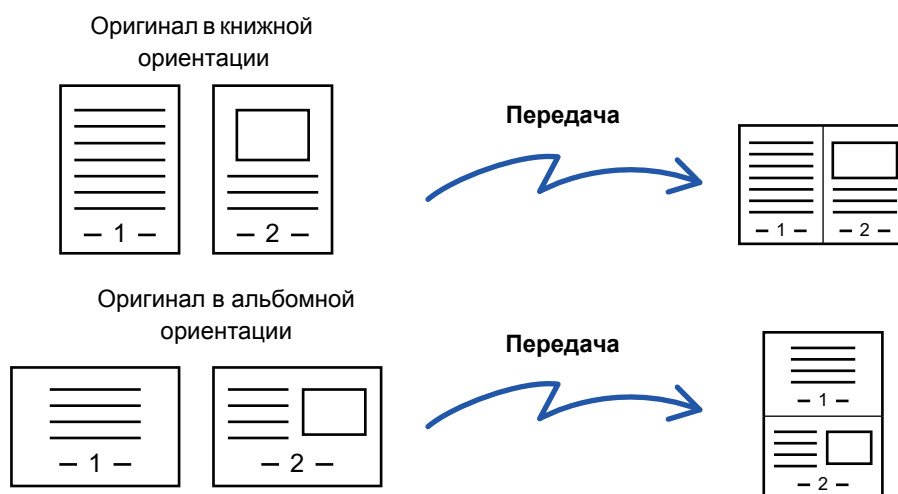 Оригинал в книжной
ориентации
Передача
– 1 –
– 2 –
– 1 –
– 2 –
Оригинал в альбомной
ориентации
Передача
– 1 –
– 2 –
– 1 –
– 2 –